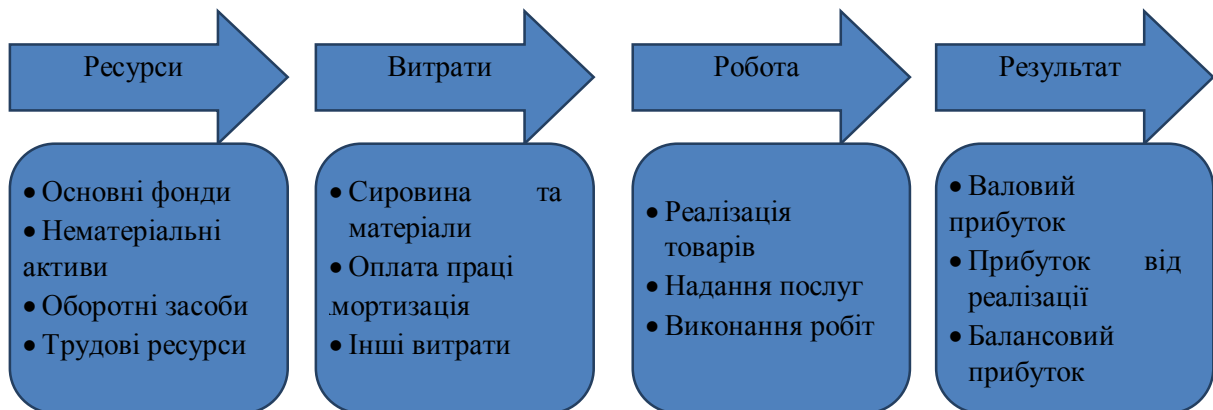 Ресурси
Витрати
Робота
Результат
• Основні фонди
• Нематеріальні
активи
• Оборотні засоби
• Трудові ресурси
• Сировина та
матеріали
• Оплата праці
.мортизація
• Інші витрати
• Реалізація
товарів
• Надання послуг
• Виконання робіт
• Валовий
прибуток
• Прибуток від
реалізації
• Балансовий
прибуток